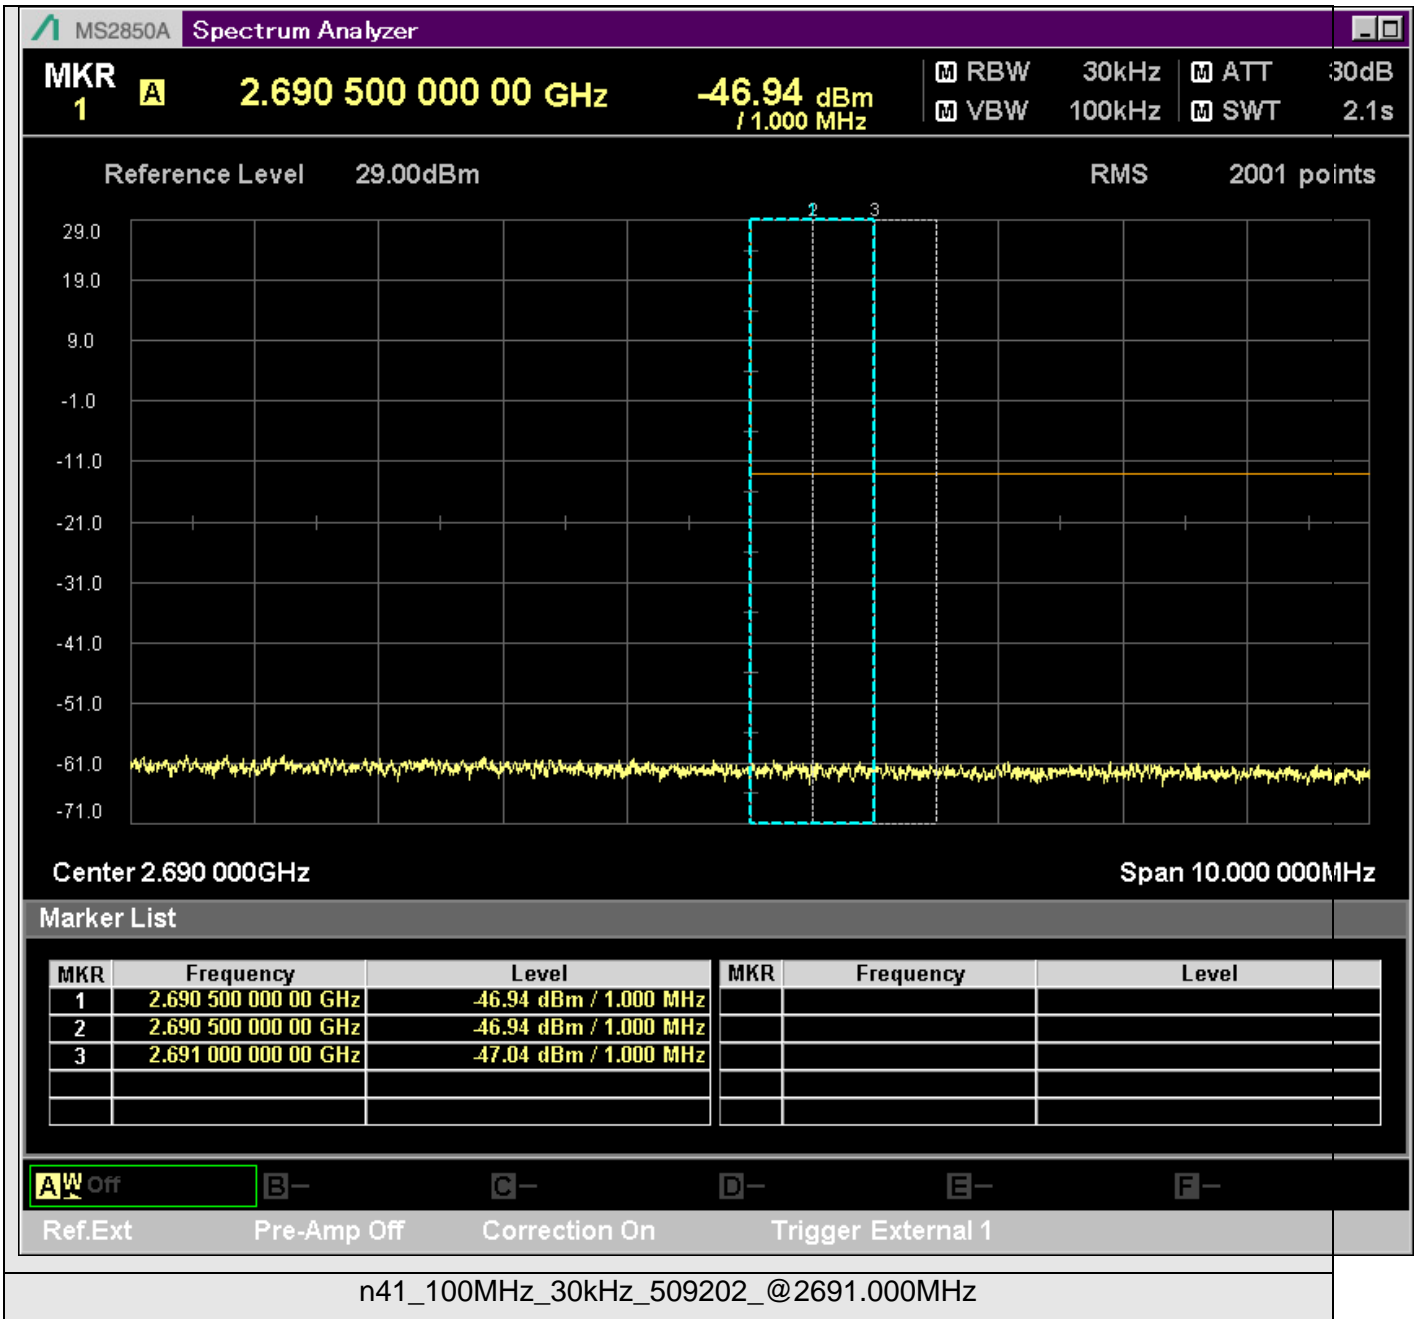 MS2850A Spectrum Analyzer
MKR 1 A 2.690 500 000 00 GHz -46.94 dBm / 1.000 MHz
M RBW 30kHz M ATT 30dB
M VBW 100kHz M SWT 2.1s
Reference Level 29.00dBm RMS 2001 points
2 3
29.0
19.0
9.0
-1.0
-11.0
-21.0
-31.0
-41.0
-51.0
-61.0
-71.0
Center 2.690 000GHz Span 10.000 000MHz
Marker List
MKR Frequency Level MKR Frequency Level
1 2.690 500 000 00 GHz -46.94 dBm / 1.000 MHz
2 2.690 500 000 00 GHz -46.94 dBm / 1.000 MHz
3 2.691 000 000 00 GHz -47.04 dBm / 1.000 MHz
A W Off B C D E F
Ref.Ext Pre-Amp Off Correction On Trigger External 1
n41_100MHz_30kHz_509202_@2691.000MHz